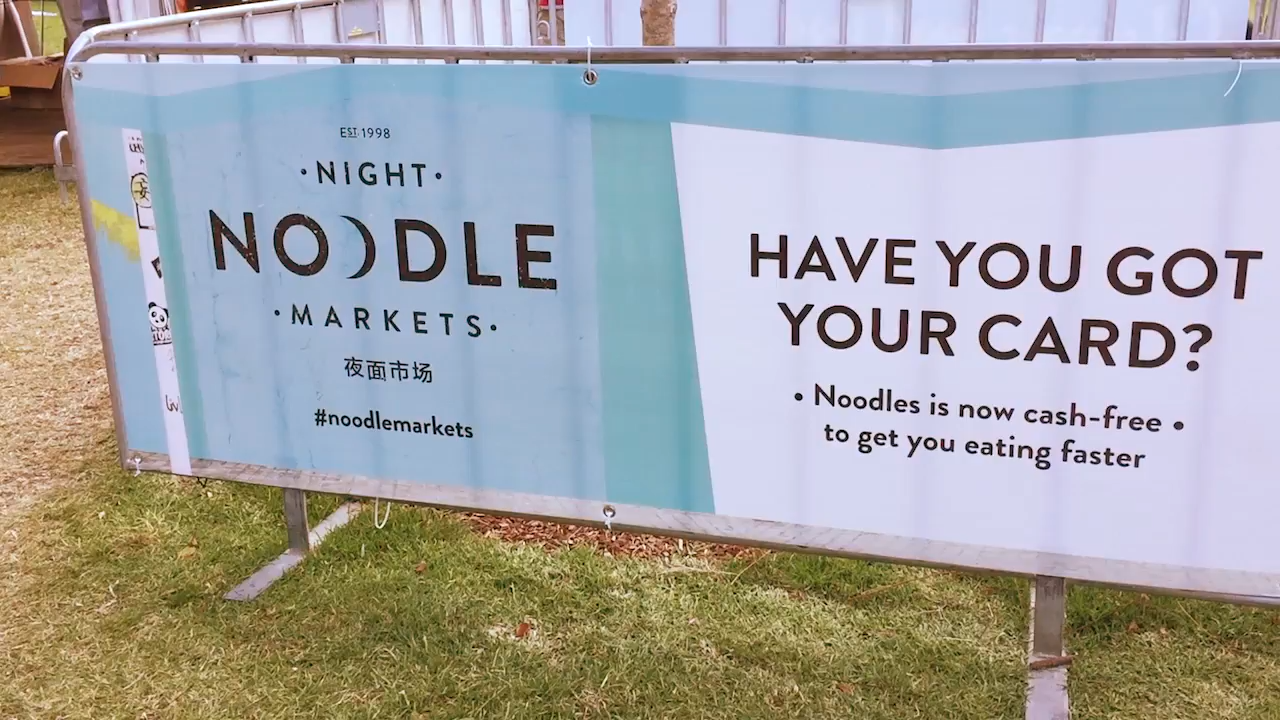 EST. 1998
·NIGHT·
NOODLE
·MARKETS·
夜面市场
#noodlemarkets
HAVE YOU GOT
YOUR CARD?
• Noodles is now cash-free •
to get you eating faster